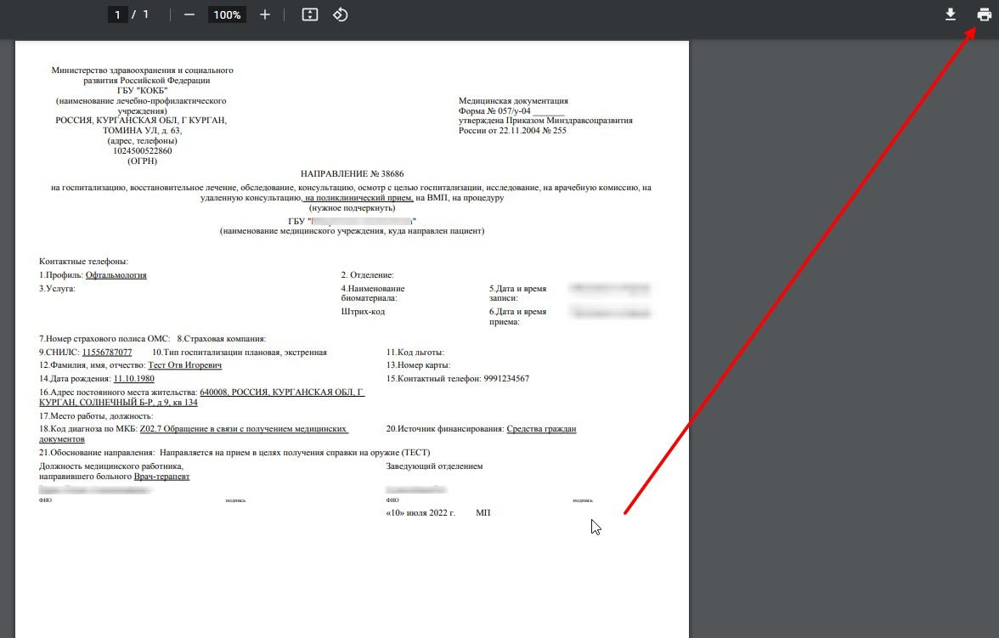 1 / 1
100%
Министерство здравоохранения и социального
развития Российской Федерации
ГБУ "КОКБ"
(наименование лечебно-профилактического
учреждения)
РОССИЯ, КУРГАНСКАЯ ОБЛ, Г КУРГАН,
ТОМИНА УЛ, д. 63,
(адрес, телефоны)
1024500522860
(ОГРН)
Медицинская документация
Форма № 057/у-04 _______
утверждена Приказом Минздравсоцразвития
России от 22.11.2004 № 255
НАПРАВЛЕНИЕ № 38686
на госпитализацию, восстановительное лечение, обследование, консультацию, осмотр с целью госпитализации, исследование, на врачебную комиссию, на
удаленную консультацию, на поликлинический прием, на ВМП, на процедуру
(нужное подчеркнуть)
ГБУ "
(наименование медицинского учреждения, куда направлен пациент)
Контактные телефоны:
1.Профиль: Офтальмология 2. Отделение:
3.Услуга: 4.Наименование 5.Дата и время
биоматериала: записи:
Штрих-код 6.Дата и время
приема:
7.Номер страхового полиса ОМС: 8.Страховая компания:
9.СНИЛС: 11556787077 10.Тип госпитализации плановая, экстренная 11.Код льготы:
12.Фамилия, имя, отчество: Тест Отв Игоревич 13.Номер карты:
14.Дата рождения: 11.10.1980 15.Контактный телефон: 9991234567
16.Адрес постоянного места жительства: 640008, РОССИЯ, КУРГАНСКАЯ ОБЛ, Г
КУРГАН, СОЛНЕЧНЫЙ Б-Р, д 9, кв 134
17.Место работы, должность:
18.Код диагноза по МКБ: Z02.7 Обращение в связи с получением медицинских 20.Источник финансирования: Средства граждан
документов
21.Обоснование направления: Направляется на прием в целях получения справки на оружие (ТЕСТ)
Должность медицинского работника, Заведующий отделением
направившего больного Врач-терапевт
ФИО подпись ФИО подпись
«10» июля 2022 г. МП